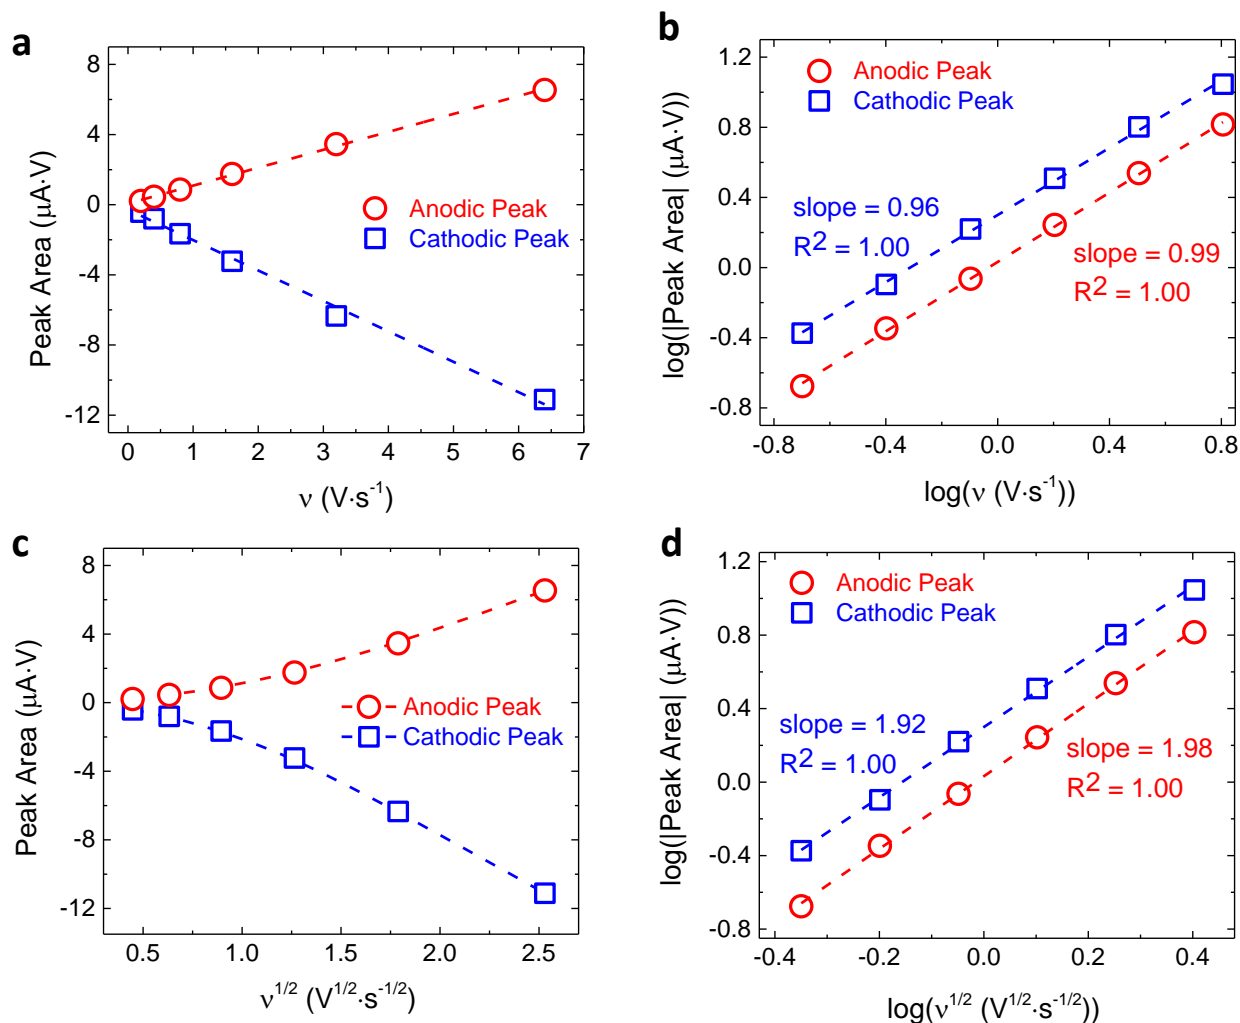 a
8
4
0
-4
-8
-12
Peak Area (μA·V)
Anodic Peak
Cathodic Peak
0 1 2 3 4 5 6 7
ν (V·s⁻¹)
b
1.2
0.8
0.4
0.0
-0.4
-0.8
log(|Peak Area| (μA·V))
Anodic Peak
Cathodic Peak
slope = 0.96
R² = 1.00
slope = 0.99
R² = 1.00
-0.8 -0.4 0.0 0.4 0.8
log(ν (V·s⁻¹))
c
8
4
0
-4
-8
-12
Peak Area (μA·V)
Anodic Peak
Cathodic Peak
0.5 1.0 1.5 2.0 2.5
ν^1/2 (V^1/2·s^-1/2)
d
1.2
0.8
0.4
0.0
-0.4
-0.8
log(|Peak Area| (μA·V))
Anodic Peak
Cathodic Peak
slope = 1.92
R² = 1.00
slope = 1.98
R² = 1.00
-0.4 -0.2 0.0 0.2 0.4
log(ν^1/2 (V^1/2·s^-1/2))